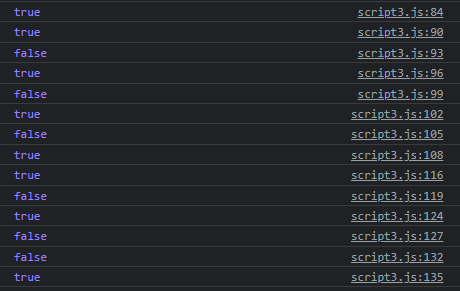 true script3.js:84
true script3.js:90
false script3.js:93
true script3.js:96
false script3.js:99
true script3.js:102
false script3.js:105
true script3.js:108
true script3.js:116
false script3.js:119
true script3.js:124
false script3.js:127
false script3.js:132
true script3.js:135